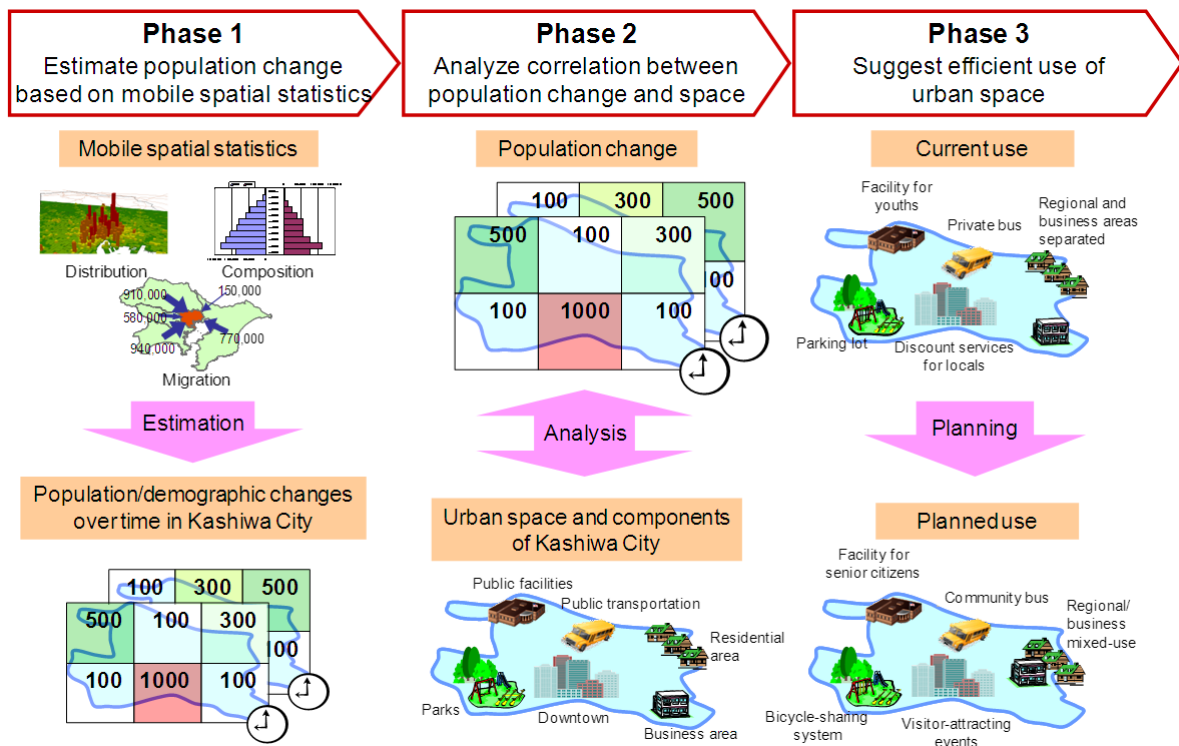 Phase 1
Estimate population change
based on mobile spatial statistics
Phase 2
Analyze correlation between
population change and space
Phase 3
Suggest efficient use of
urban space
Mobile spatial statistics
Distribution
Composition
910,000
150,000
580,000
940,000
770,000
Migration
Estimation
Population/demographic changes
over time in Kashiwa City
100 300 500
500 100 300
100
100 1000 100
Population change
100 300 500
500 100 300
100
100 1000 100
Analysis
Urban space and components
of Kashiwa City
Public facilities
Public transportation
Residential
area
Parks
Downtown
Business area
Current use
Facility for
youths
Private bus
Regional and
business areas
separated
Parking lot
Discount services
for locals
Planning
Planned use
Facility for
senior citizens
Community bus
Regional/
business
mixed-use
Bicycle-sharing
system
Visitor-attracting
events